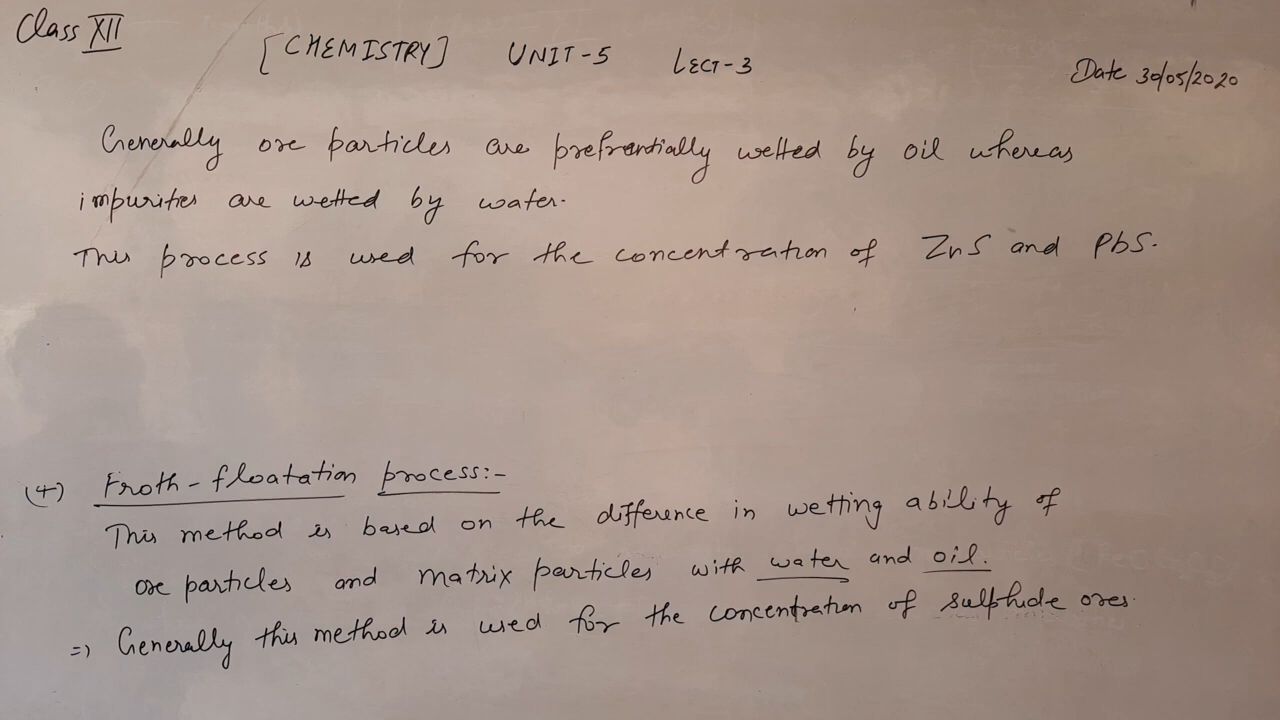 Class XII
[CHEMISTRY] UNIT-5 LECT-3
Date 30/05/2020
Generally ore particles are prefrentially wetted by oil whereas
impurities are wetted by water.
This process is used for the concentration of ZnS and PbS.
(4) Froth-floatation process:-
This method is based on the difference in wetting ability of
ore particles and matrix particles with water and oil.
=> Generally this method is used for the concentration of sulphide ores.